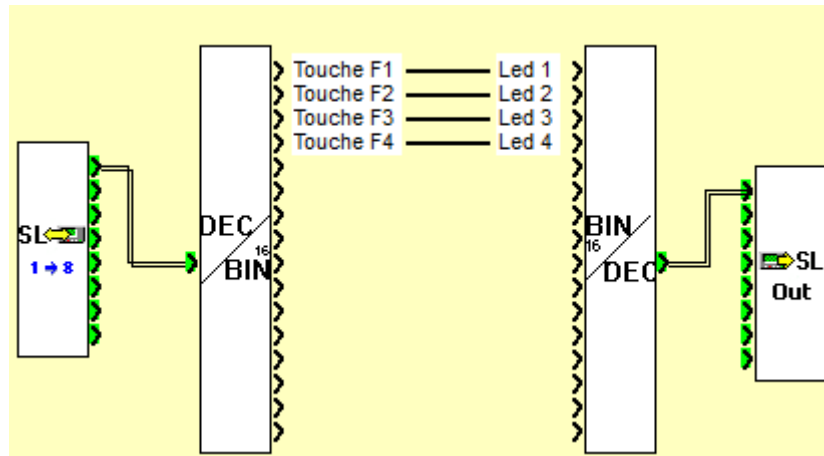 Touche F1 Led 1
Touche F2 Led 2
Touche F3 Led 3
Touche F4 Led 4
SL
1 → 8
DEC
16
BIN
BIN
16
DEC
SL
Out